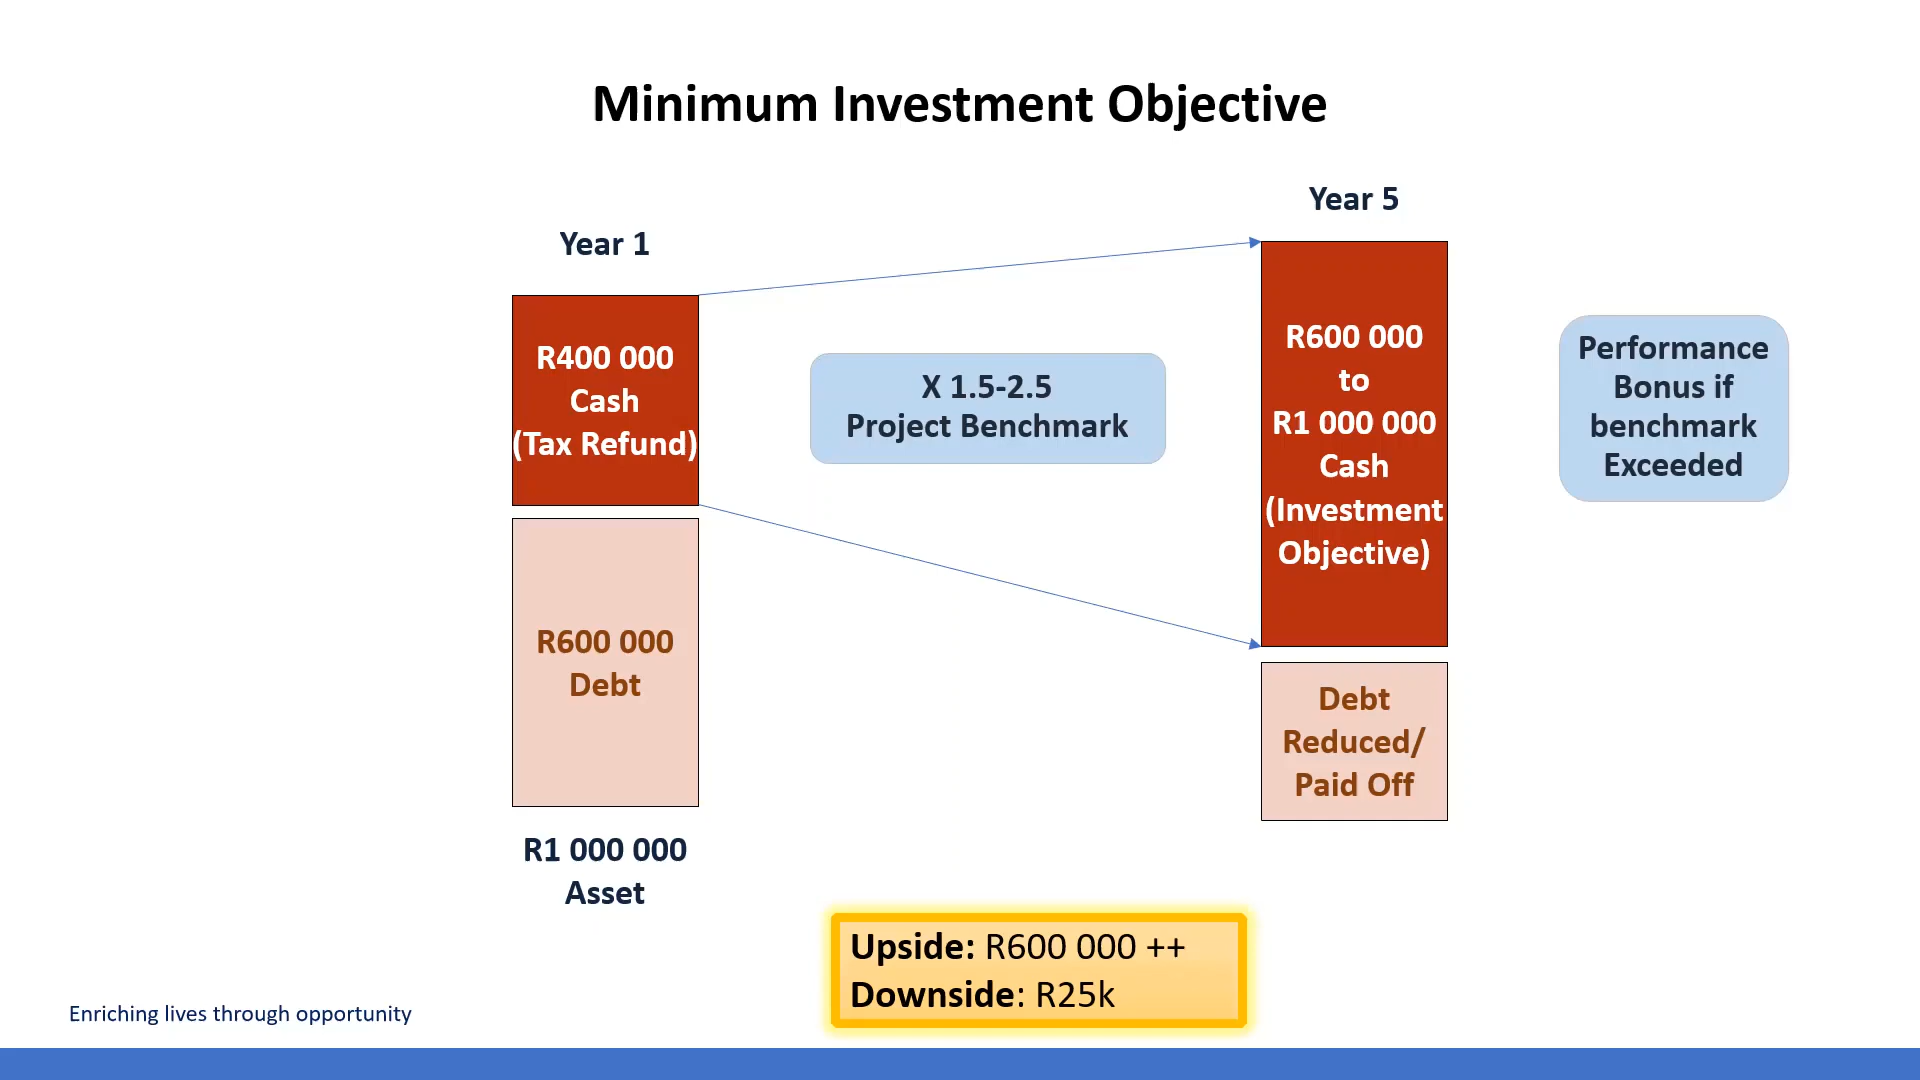 Minimum Investment Objective
Year 1
Year 5
R400 000
Cash
(Tax Refund)
X 1.5-2.5
Project Benchmark
R600 000
to
R1 000 000
Cash
(Investment
Objective)
Performance
Bonus if
benchmark
Exceeded
R600 000
Debt
Debt
Reduced/
Paid Off
R1 000 000
Asset
Upside: R600 000 ++
Downside: R25k
Enriching lives through opportunity